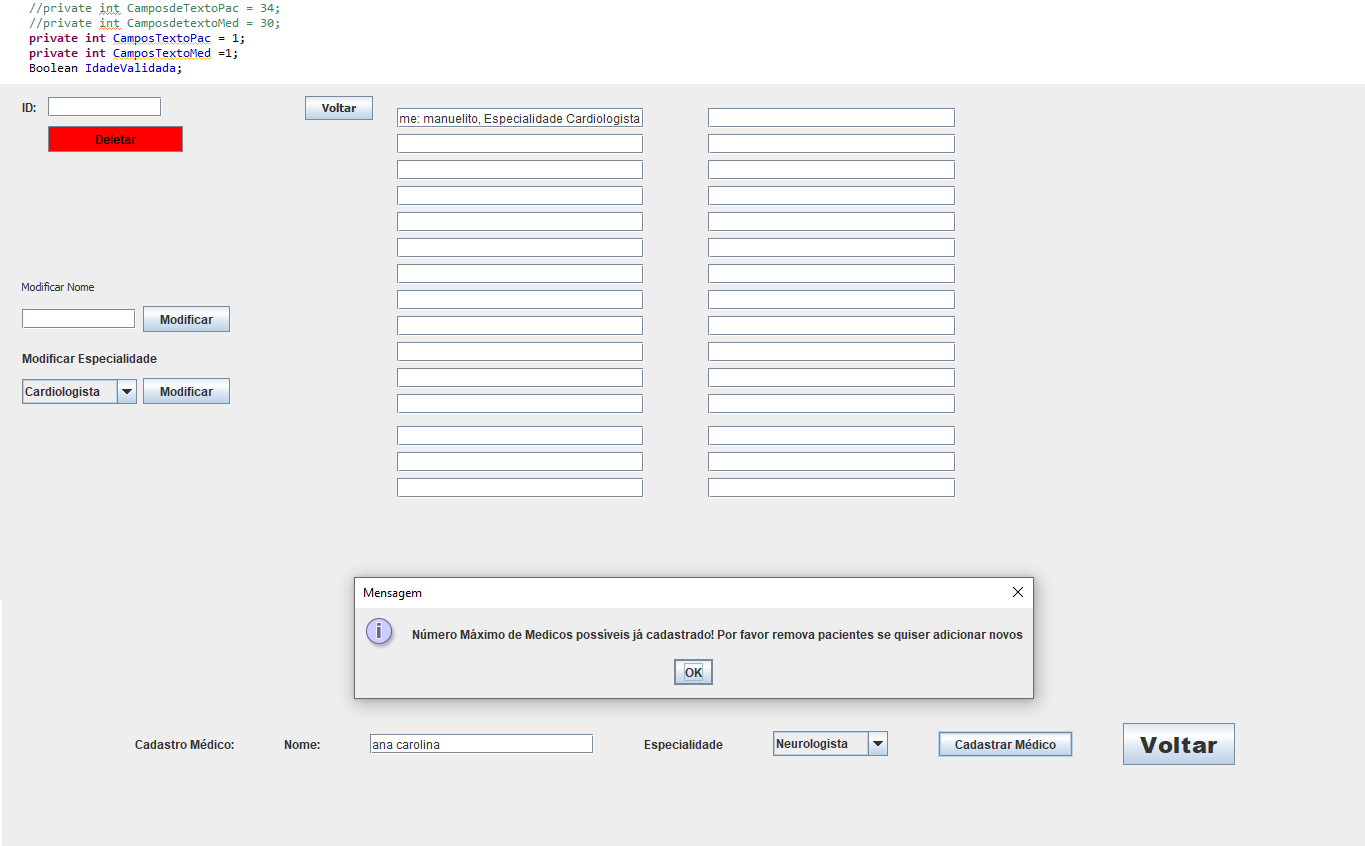 //private int CamposdeTextoPac = 34;
//private int CamposdetextoMed = 30;
private int CamposTextoPac = 1;
private int CamposTextoMed =1;
Boolean IdadeValidada;
ID:
Voltar
me: manuelito, Especialidade Cardiologista
Deletar
Modificar Nome
Modificar
Modificar Especialidade
Cardiologista
Modificar
Mensagem
Número Máximo de Medicos possíveis já cadastrado! Por favor remova pacientes se quiser adicionar novos
OK
Cadastro Médico:
Nome:
ana carolina
Especialidade
Neurologista
Cadastrar Médico
Voltar